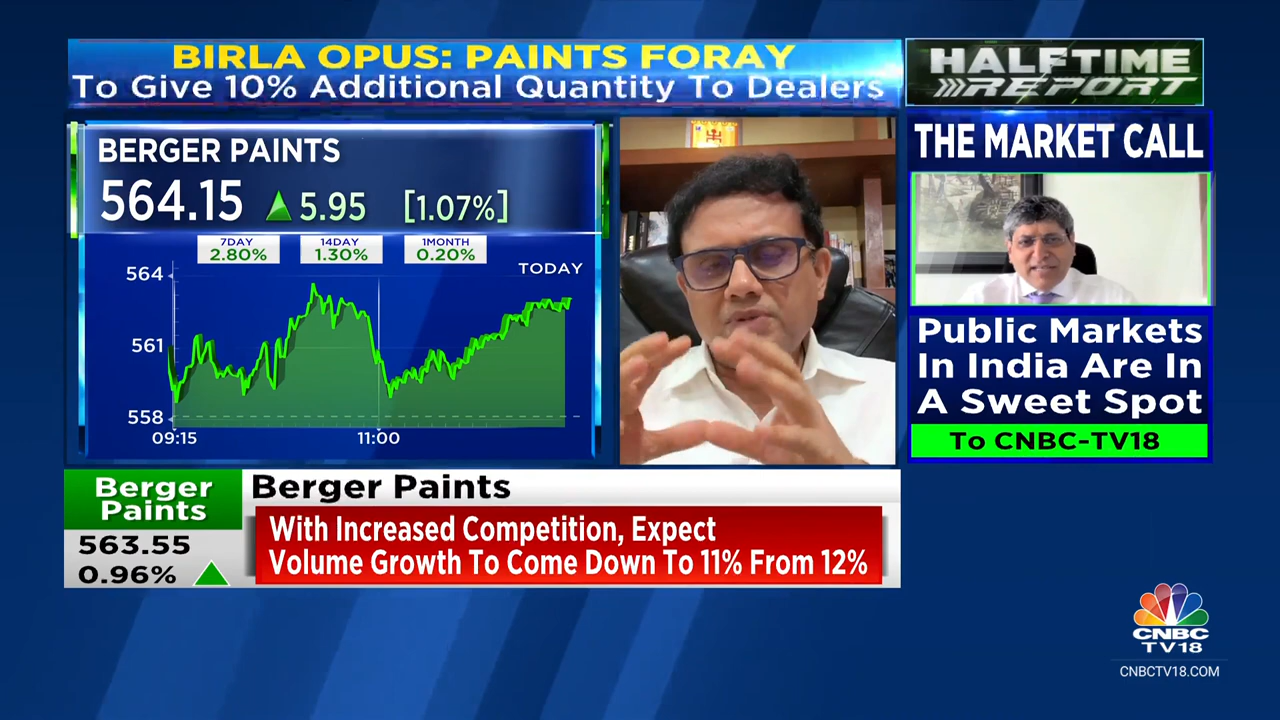 BIRLA OPUS: PAINTS FORAY
To Give 10% Additional Quantity To Dealers
HALFTIME
REPORT
BERGER PAINTS
564.15 5.95 [1.07%]
7DAY
2.80%
14DAY
1.30%
1MONTH
0.20%
TODAY
564
561
558
09:15
11:00
THE MARKET CALL
Public Markets
In India Are In
A Sweet Spot
To CNBC-TV18
Berger
Paints
563.55
0.96%
Berger Paints
With Increased Competition, Expect
Volume Growth To Come Down To 11% From 12%
CNBC
TV18
CNBCTV18.COM